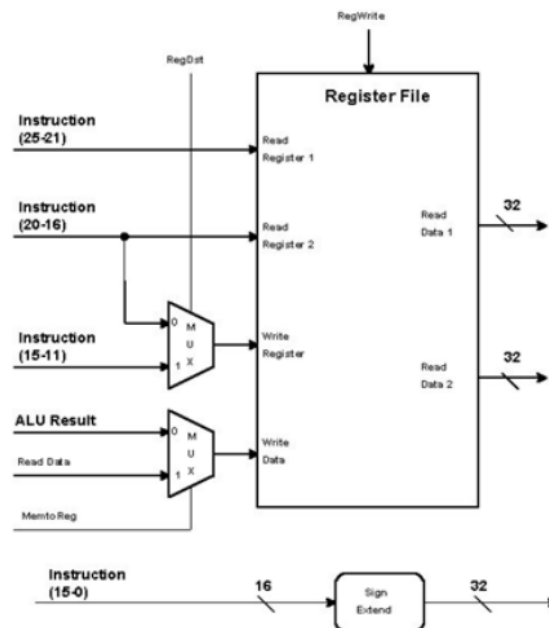 RegWrite
RegDst
Register File
Instruction
(25-21)
Read
Register 1
Instruction
(20-16)
Read
Register 2
32
Read
Data 1
0
M
U
X
1
Write
Register
Instruction
(15-11)
32
Read
Data 2
ALU Result
0
M
U
X
1
Write
Data
Read Data
MemtoReg
Instruction
(15-0)
16
Sign
Extend
32